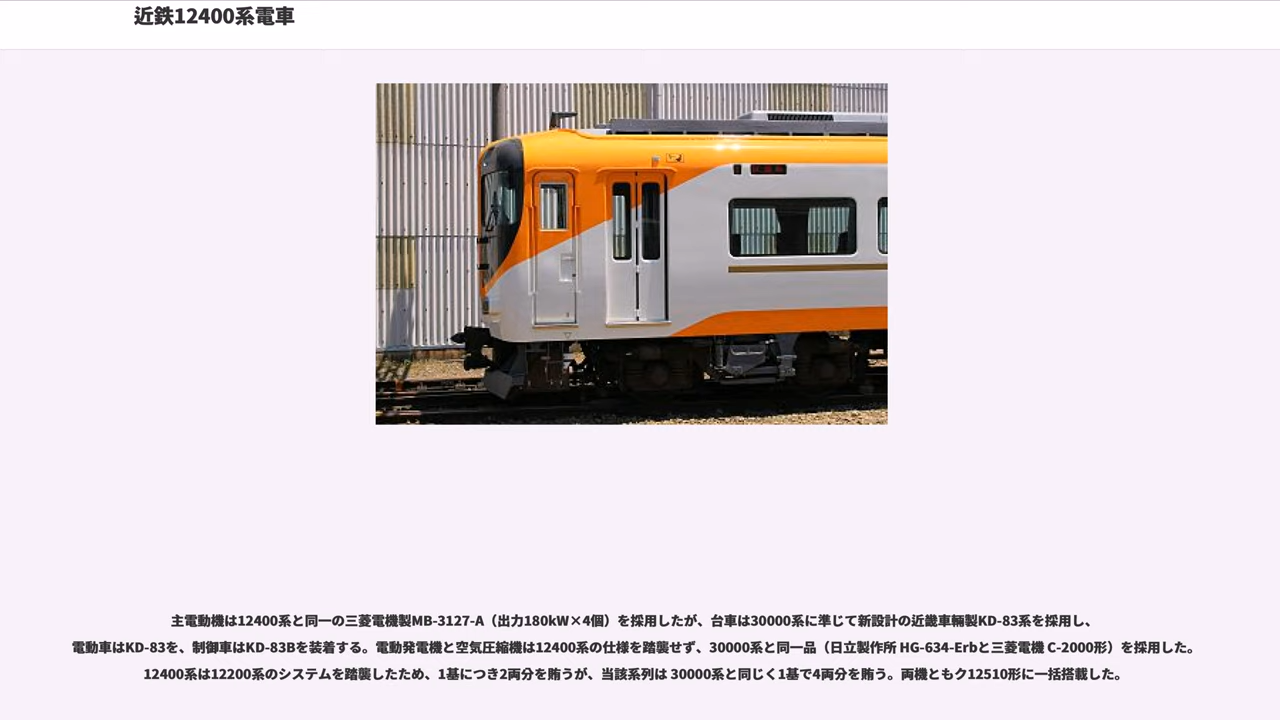 近鉄12400系電車
主電動機は12400系と同一の三菱電機製MB-3127-A（出力180kW×4個）を採用したが、台車は30000系に準じて新設計の近畿車輛製KD-83系を採用し、
電動車はKD-83を、制御車はKD-83Bを装着する。電動発電機と空気圧縮機は12400系の仕様を踏襲せず、30000系と同一品（日立製作所 HG-634-Erbと三菱電機 C-2000形）を採用した。
12400系は12200系のシステムを踏襲したため、1基につき2両分を賄うが、当該系列は 30000系と同じく1基で4両分を賄う。両機ともク12510形に一括搭載した。